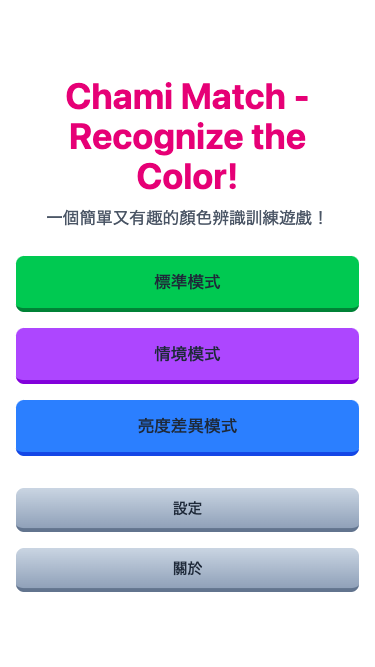 Chami Match -
Recognize the
Color!
一個簡單又有趣的顏色辨識訓練遊戲！
標準模式
情境模式
亮度差異模式
設定
關於